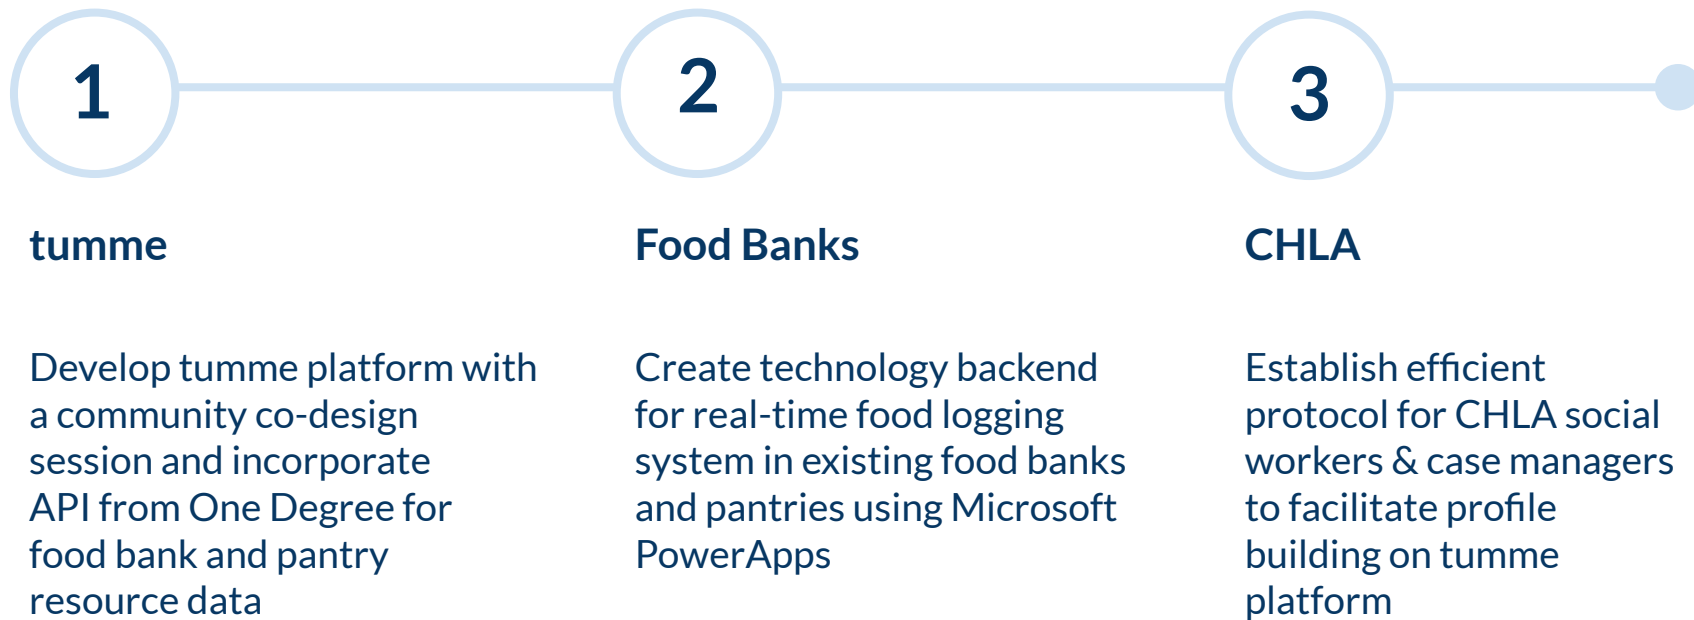 1
2
3
tumme
Food Banks
CHLA
Develop tumme platform with
a community co-design
session and incorporate
API from One Degree for
food bank and pantry
resource data
Create technology backend
for real-time food logging
system in existing food banks
and pantries using Microsoft
PowerApps
Establish efficient
protocol for CHLA social
workers & case managers
to facilitate profile
building on tumme
platform